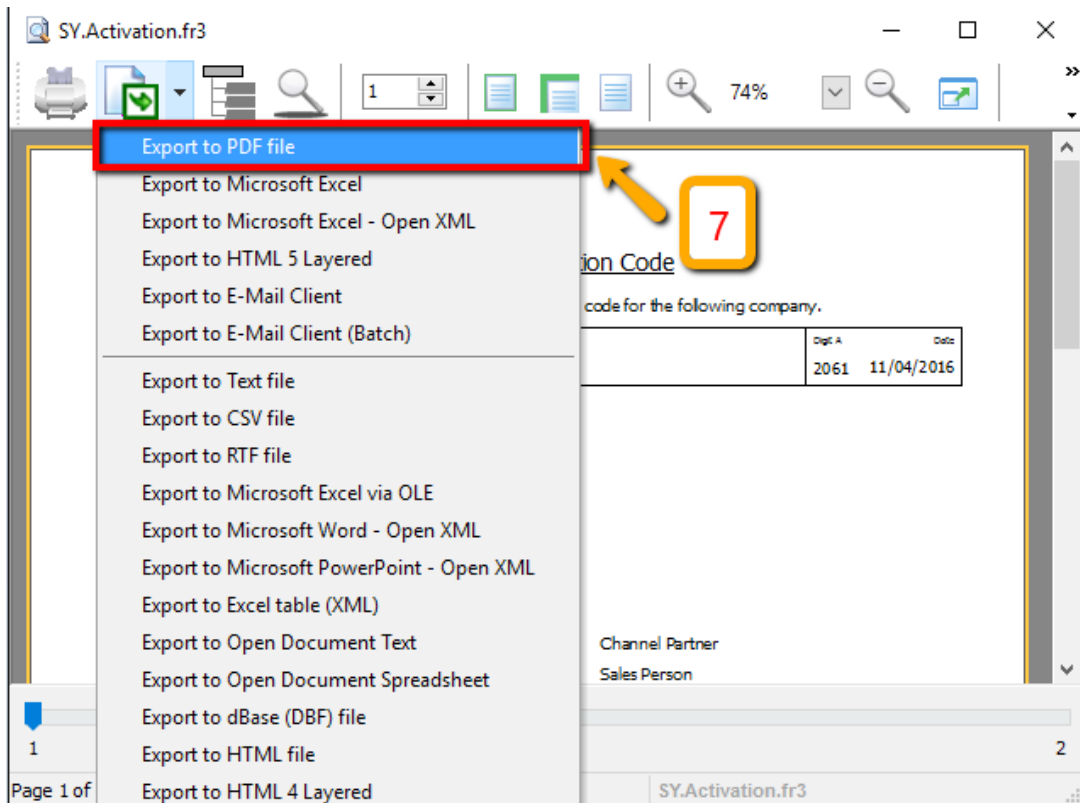 SY.Activation.fr3
1
74%
»
Export to PDF file
Export to Microsoft Excel
Export to Microsoft Excel - Open XML
7
Export to HTML 5 Layered
ion Code
Export to E-Mail Client
code for the following company.
Export to E-Mail Client (Batch)
Digit A Date
2061 11/04/2016
Export to Text file
Export to CSV file
Export to RTF file
Export to Microsoft Excel via OLE
Export to Microsoft Word - Open XML
Export to Microsoft PowerPoint - Open XML
Export to Excel table (XML)
Export to Open Document Text
Channel Partner
Export to Open Document Spreadsheet
Sales Person
Export to dBase (DBF) file
1
2
Export to HTML file
Page 1 of
Export to HTML 4 Layered
SY.Activation.fr3